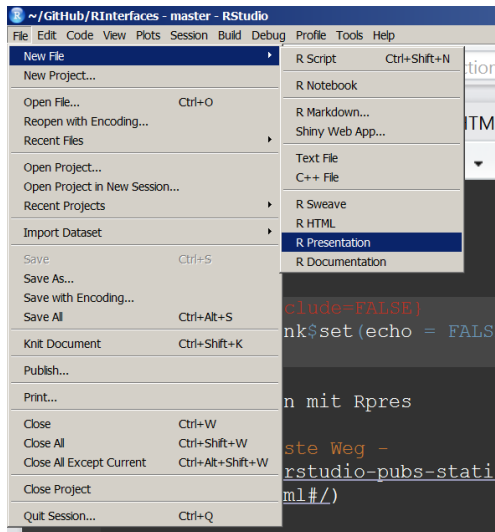 ~/GitHub/RInterfaces - master - RStudio
File Edit Code View Plots Session Build Debug Profile Tools Help
New File
New Project...
Open File... Ctrl+O
Reopen with Encoding...
Recent Files
Open Project...
Open Project in New Session...
Recent Projects
Import Dataset
Save Ctrl+S
Save As...
Save with Encoding...
Save All Ctrl+Alt+S
Knit Document Ctrl+Shift+K
Publish...
Print...
Close Ctrl+W
Close All Ctrl+Shift+W
Close All Except Current Ctrl+Alt+Shift+W
Close Project
Quit Session... Ctrl+Q
R Script Ctrl+Shift+N
R Notebook
R Markdown...
Shiny Web App...
Text File
C++ File
R Sweave
R HTML
R Presentation
R Documentation
ction
HTM
clude=FALSE}
nk$set(echo = FALS
n mit Rpres
ste Weg -
rstudio-pubs-stati
ml#/)